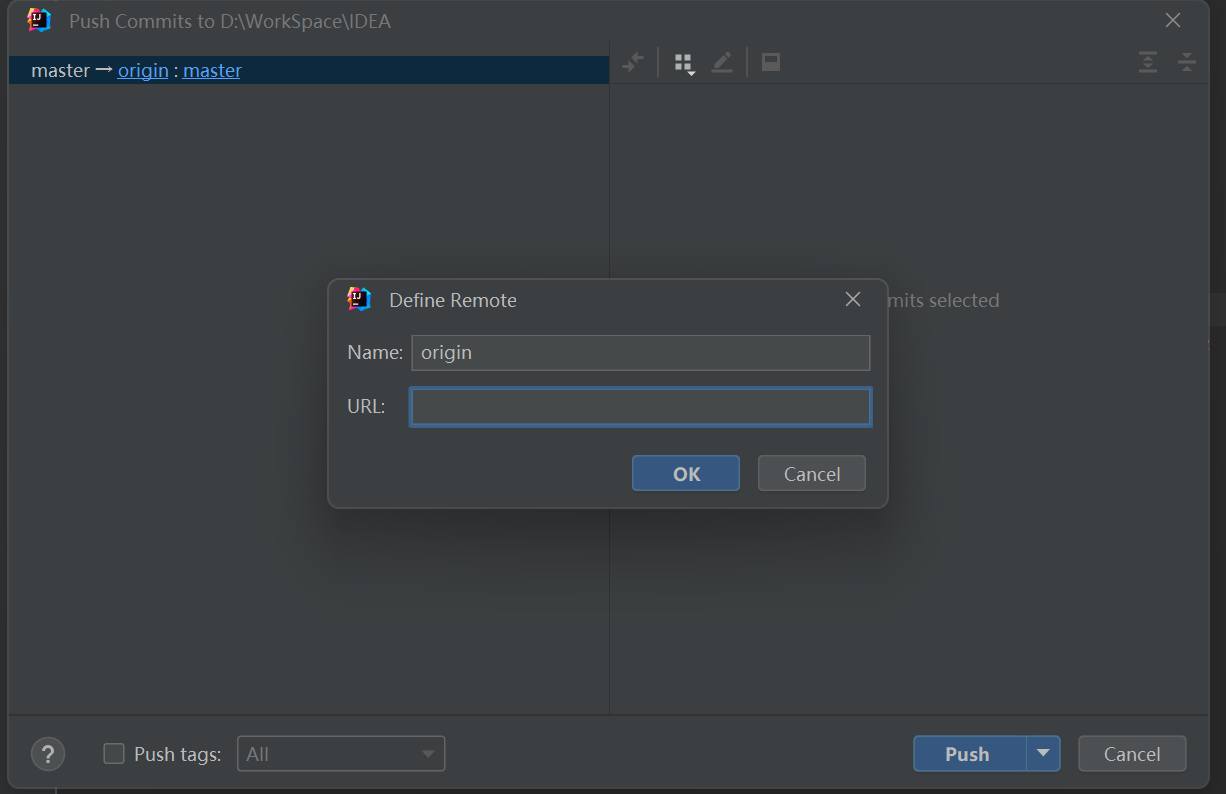 Push Commits to D:\WorkSpace\IDEA
master → origin : master
mits selected
Define Remote
Name: origin
URL:
OK Cancel
? Push tags: All Push Cancel